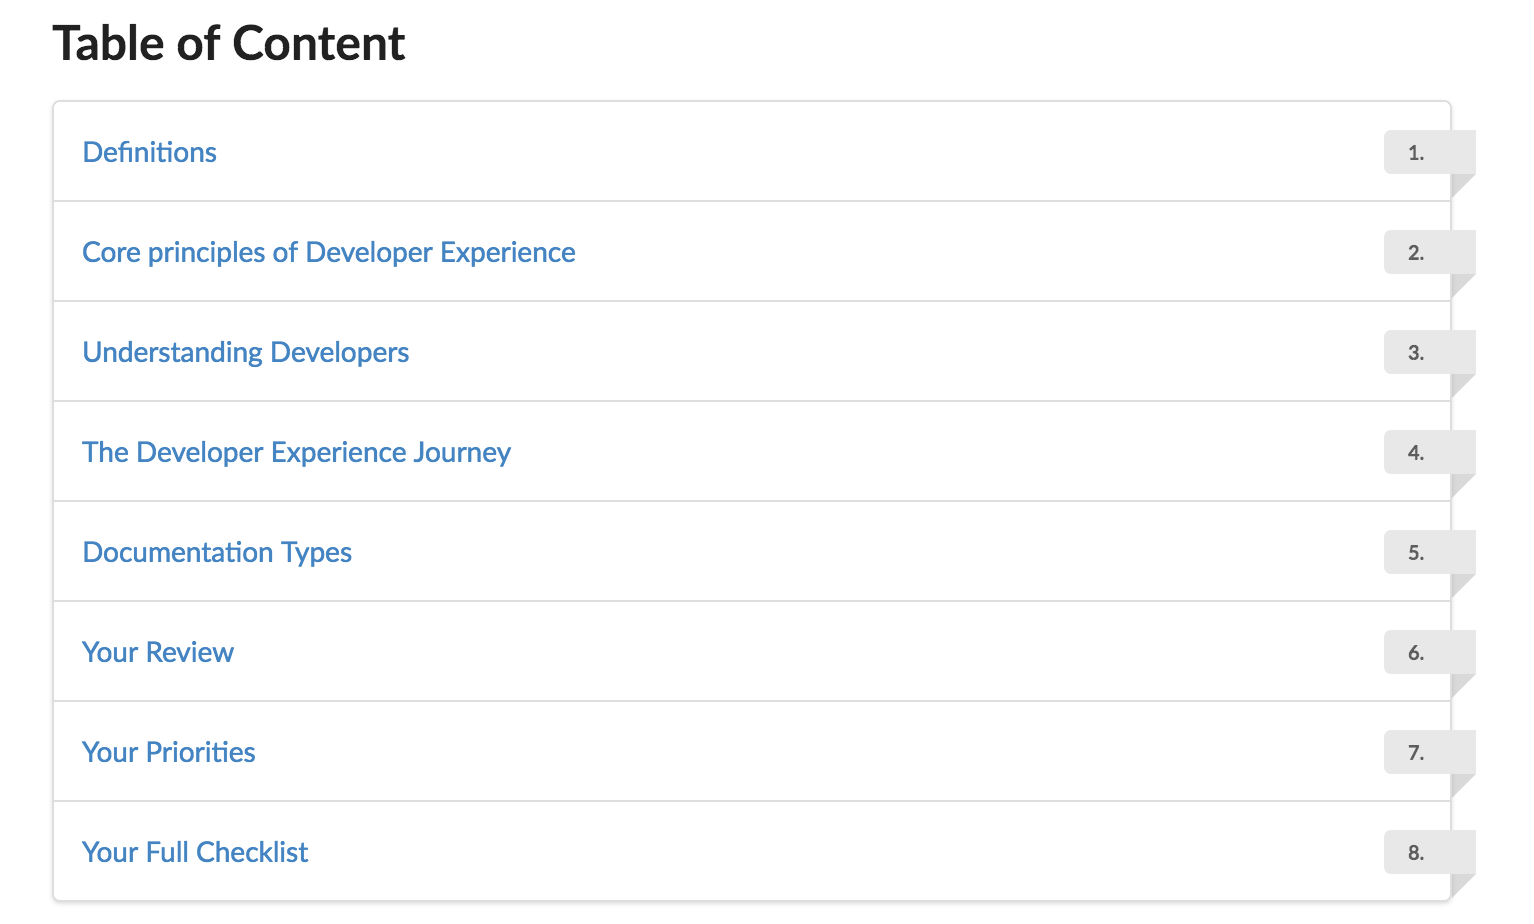 Table of Content
Definitions 1.
Core principles of Developer Experience 2.
Understanding Developers 3.
The Developer Experience Journey 4.
Documentation Types 5.
Your Review 6.
Your Priorities 7.
Your Full Checklist 8.